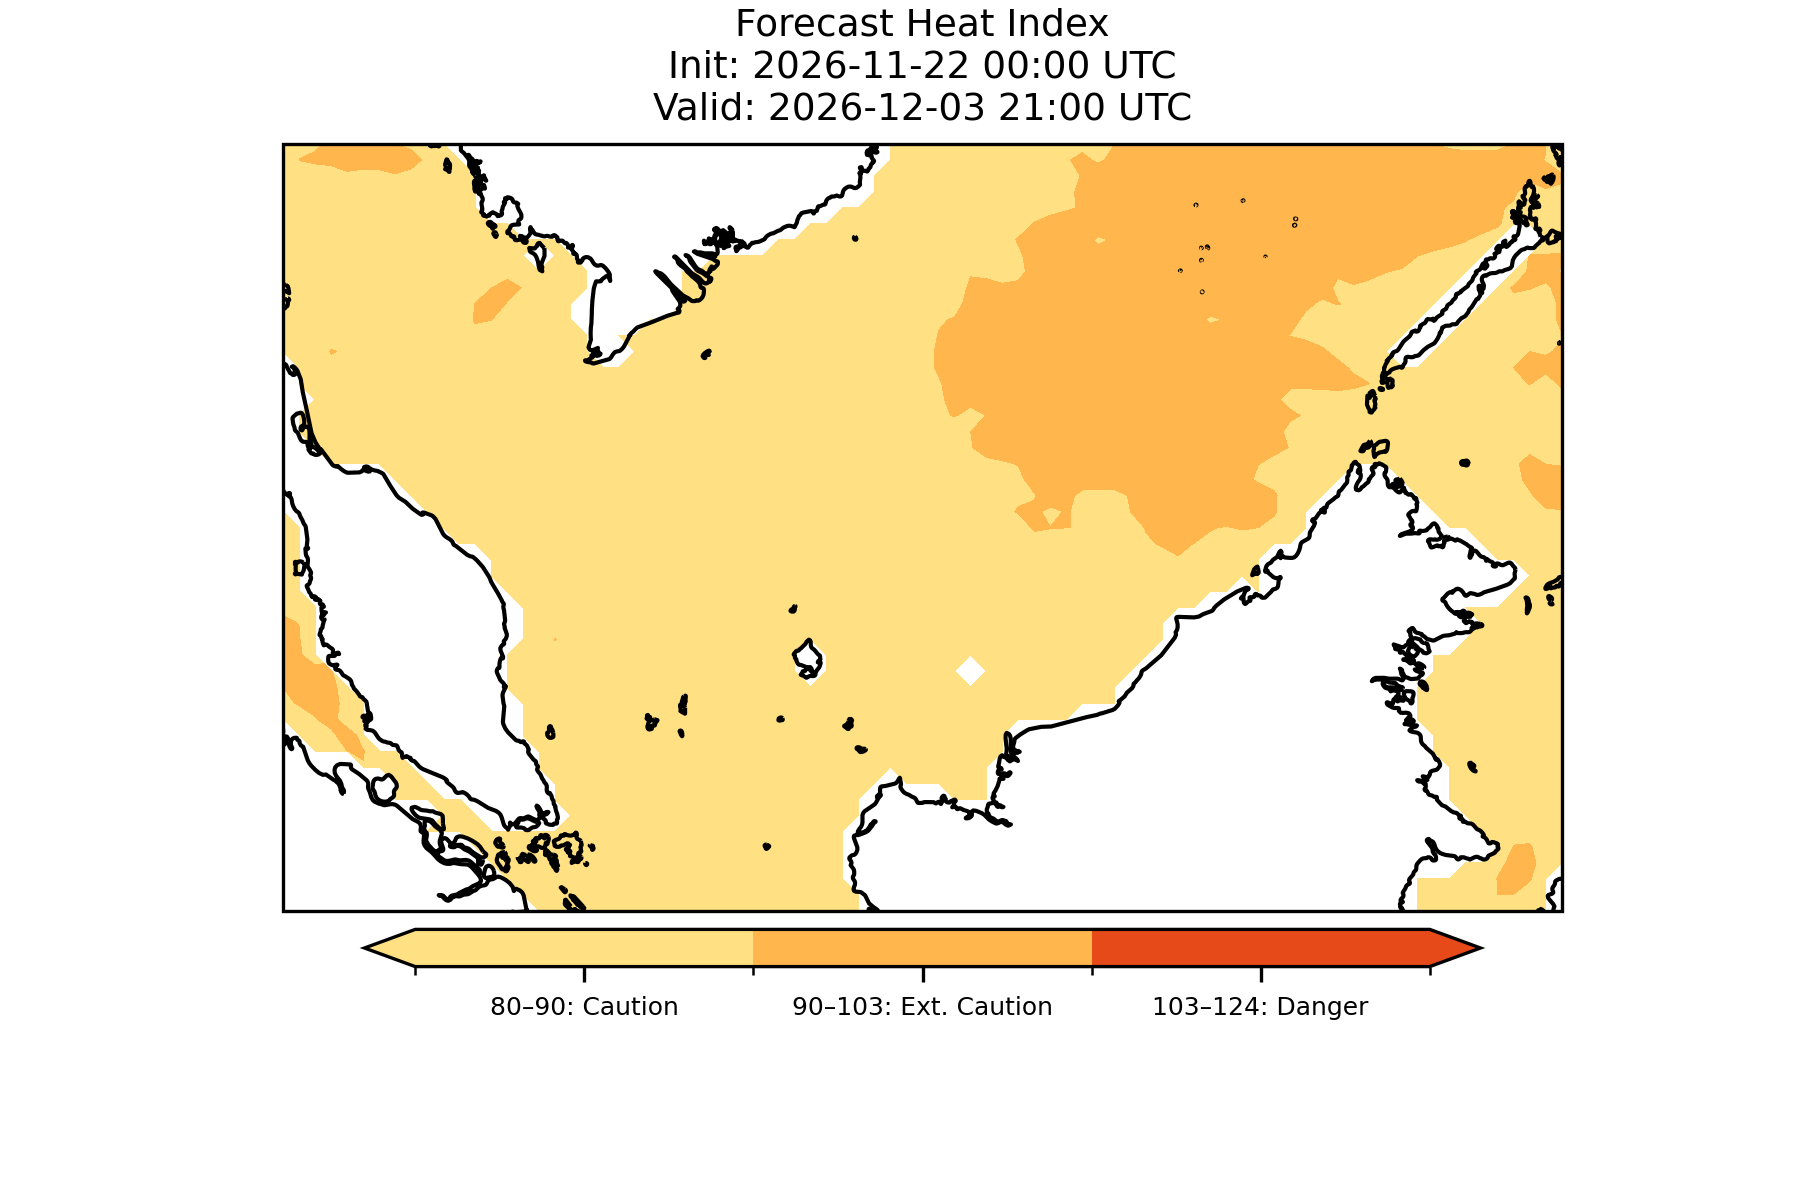 Forecast Heat Index
Init: 2026-11-22 00:00 UTC
Valid: 2026-12-03 21:00 UTC
80–90: Caution
90–103: Ext. Caution
103–124: Danger